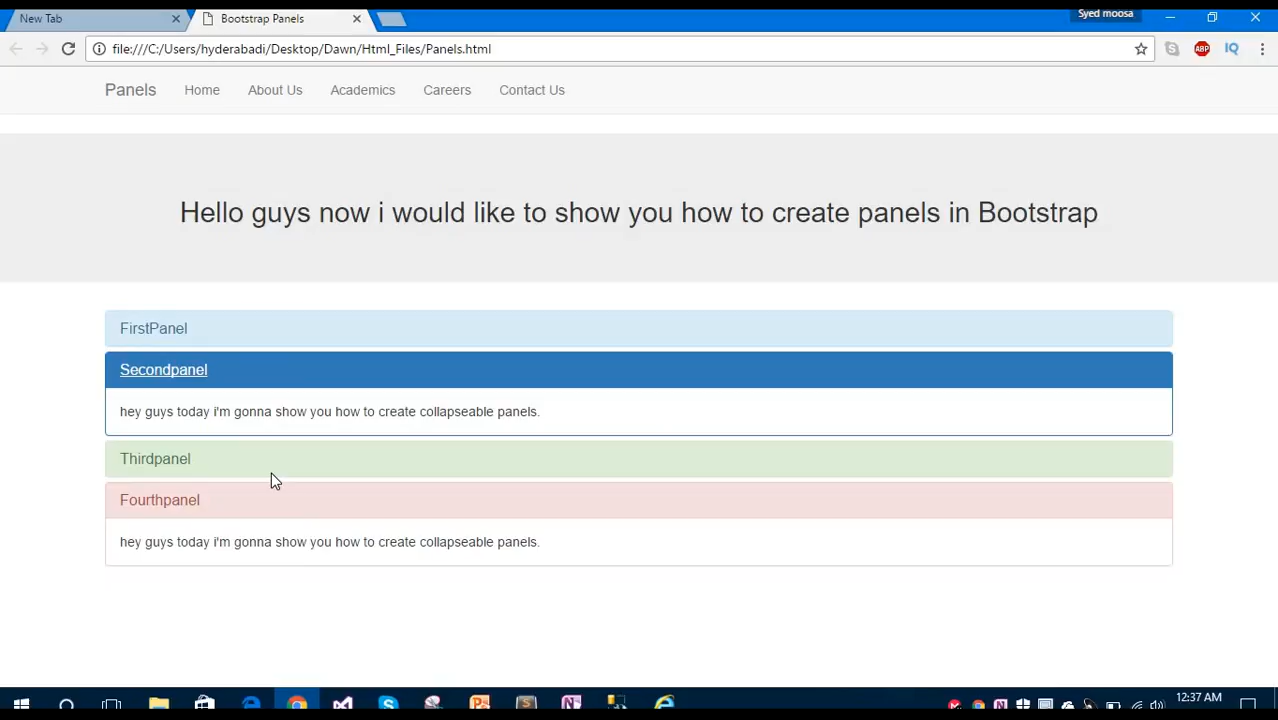 New Tab
Bootstrap Panels
Syed moosa
file:///C:/Users/hyderabadi/Desktop/Dawn/Html_Files/Panels.html
ABP
IQ
Panels Home About Us Academics Careers Contact Us
Hello guys now i would like to show you how to create panels in Bootstrap
FirstPanel
Secondpanel
hey guys today i'm gonna show you how to create collapseable panels.
Thirdpanel
Fourthpanel
hey guys today i'm gonna show you how to create collapseable panels.
12:37 AM